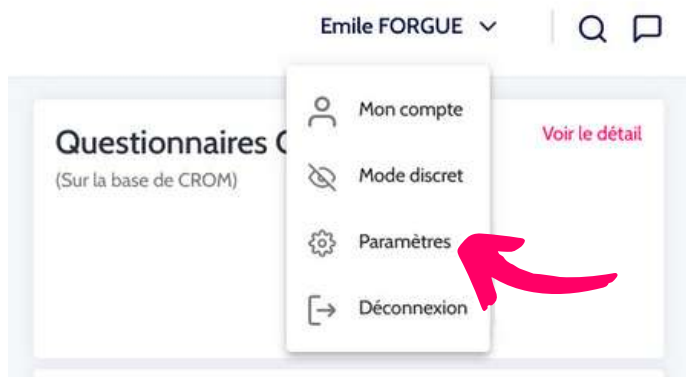 Emile FORGUE
Mon compte
Questionnaires
Voir le détail
(Sur la base de CROM)
Mode discret
Paramètres
Déconnexion